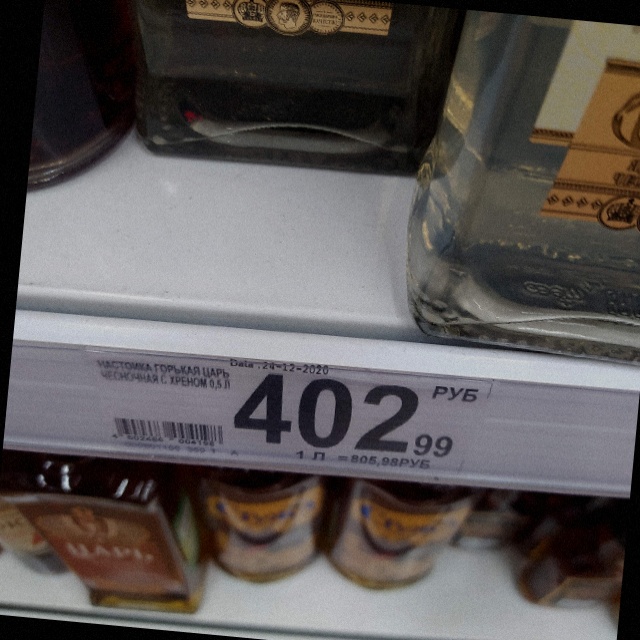 НАСТОЙКА ГОРЬКАЯ ЦАРЬ
ЧЕСНОЧНАЯ С ХРЕНОМ 0,5 Л
Data : 24-12-2020
402 99 РУБ
1 Л =805,98РУБ
ЦАРЬ